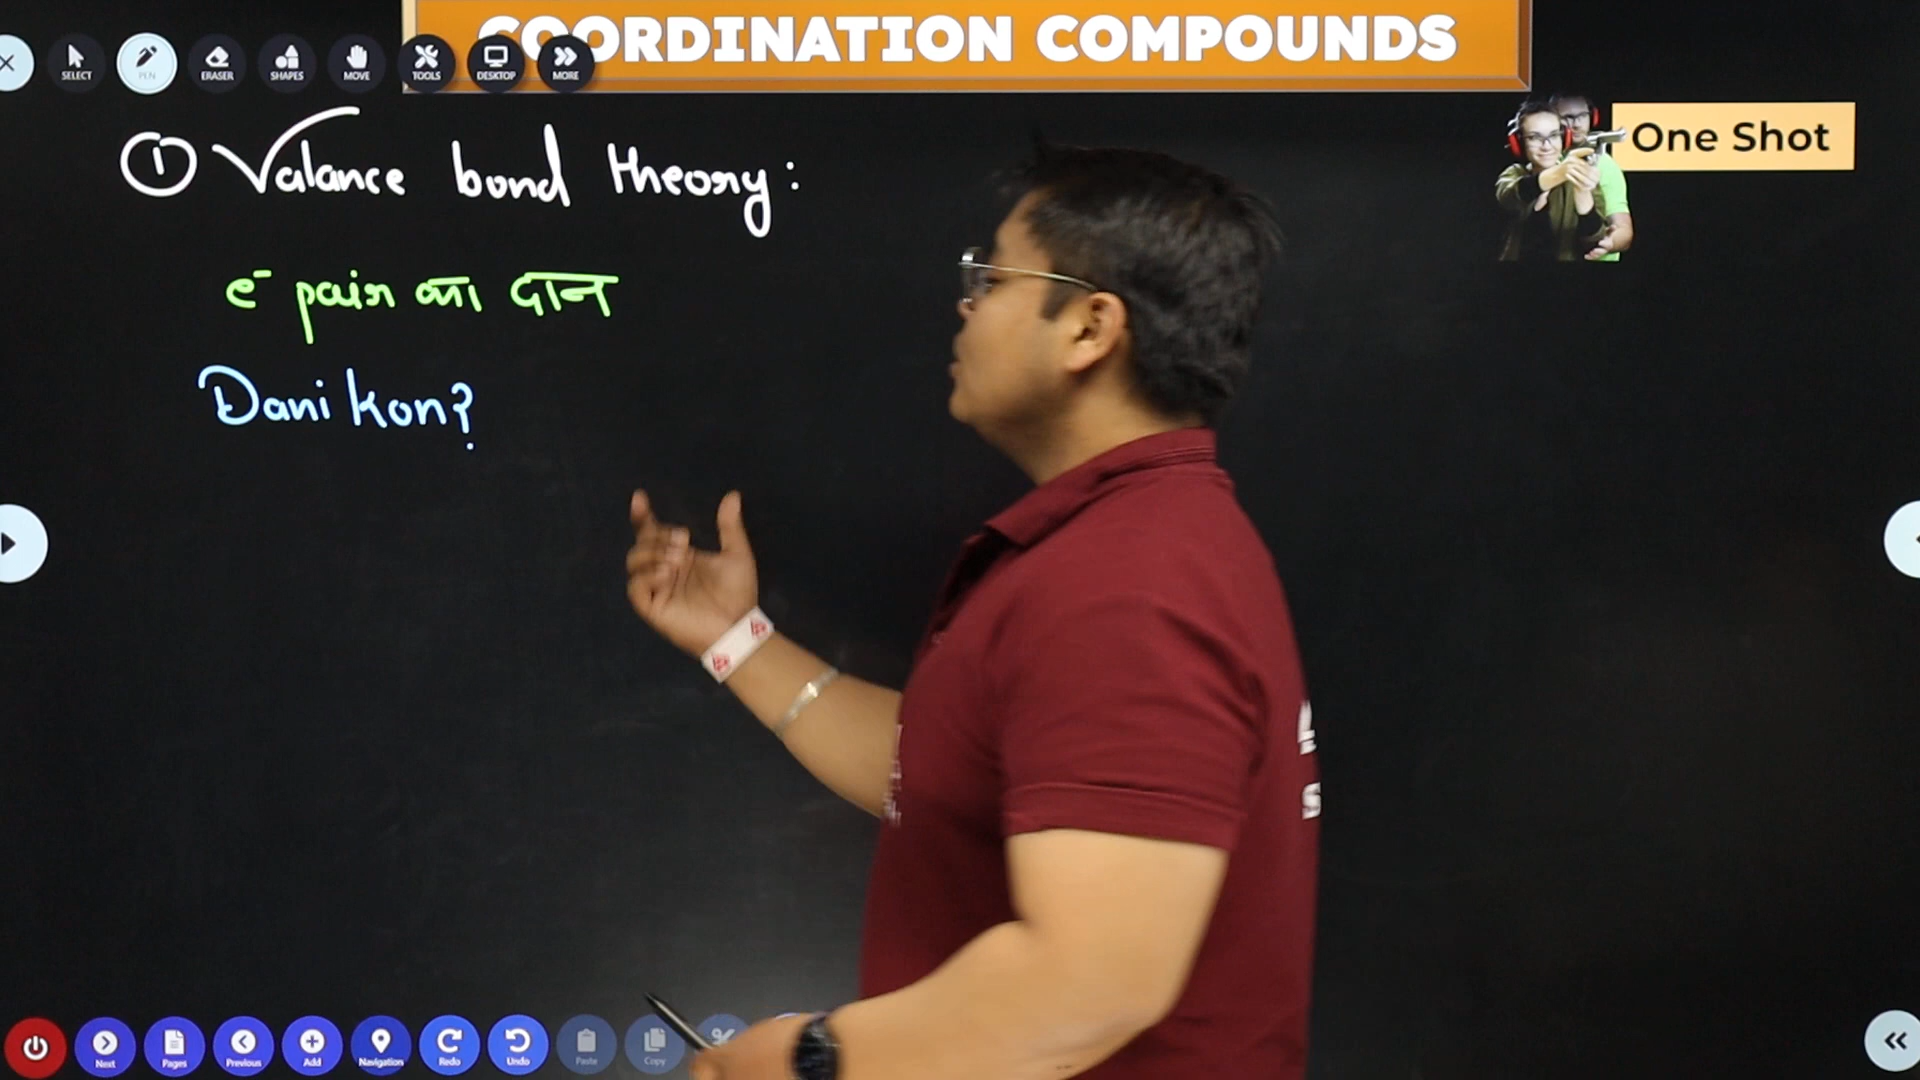 COORDINATION COMPOUNDS
SELECT PEN ERASER SHAPES MOVE TOOLS DESKTOP MORE
One Shot
① Valance bond theory:
e⁻ pair का दान
Dani kon?
Next Pages Previous Add Navigation Redo Undo Paste Copy